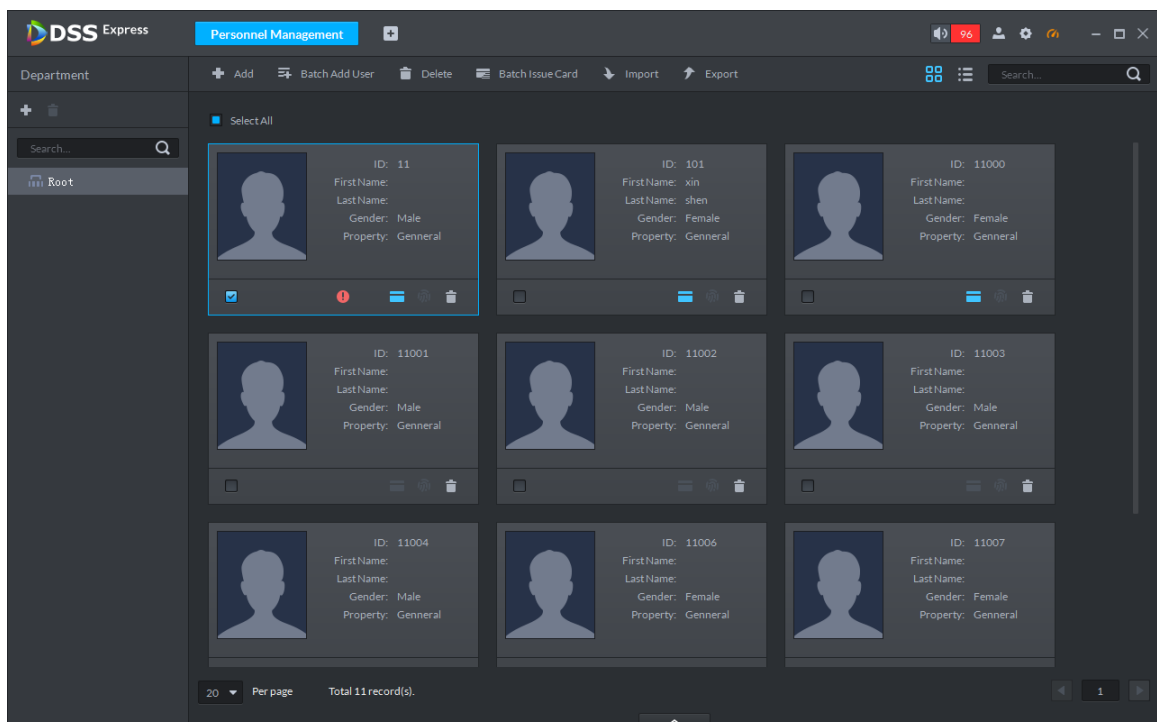 DSS Express
Personnel Management
96
Department
Add
Batch Add User
Delete
Batch Issue Card
Import
Export
Search...
Select All
Search...
Root
ID: 11
First Name:
Last Name:
Gender: Male
Property: Genneral
ID: 101
First Name: xin
Last Name: shen
Gender: Female
Property: Genneral
ID: 11000
First Name:
Last Name:
Gender: Female
Property: Genneral
ID: 11001
First Name:
Last Name:
Gender: Male
Property: Genneral
ID: 11002
First Name:
Last Name:
Gender: Male
Property: Genneral
ID: 11003
First Name:
Last Name:
Gender: Male
Property: Genneral
ID: 11004
First Name:
Last Name:
Gender: Male
Property: Genneral
ID: 11006
First Name:
Last Name:
Gender: Female
Property: Genneral
ID: 11007
First Name:
Last Name:
Gender: Female
Property: Genneral
20 Per page Total 11 record(s).
1